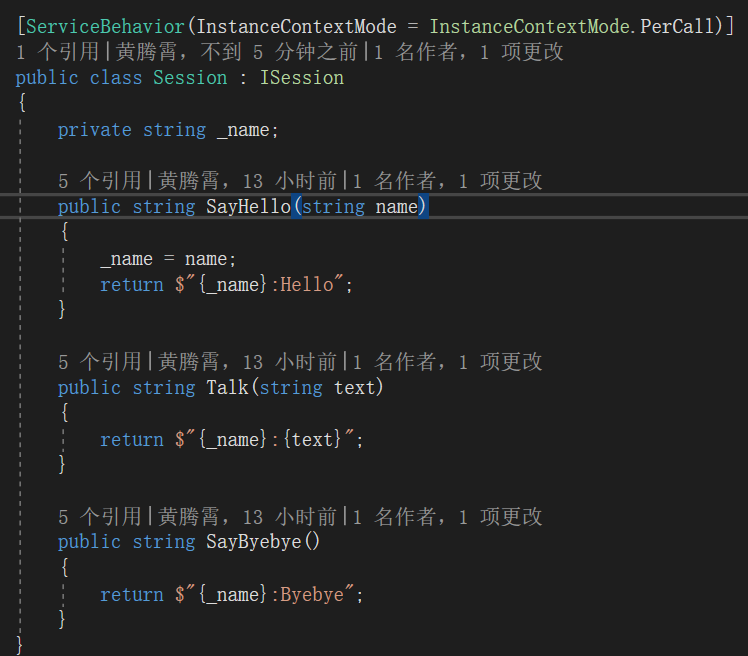 [ServiceBehavior(InstanceContextMode = InstanceContextMode.PerCall)]
1 个引用|黄腾霄，不到 5 分钟之前|1 名作者，1 项更改
public class Session : ISession
{
private string _name;
5 个引用|黄腾霄，13 小时前|1 名作者，1 项更改
public string SayHello(string name)
{
_name = name;
return $"{_name}:Hello";
}
5 个引用|黄腾霄，13 小时前|1 名作者，1 项更改
public string Talk(string text)
{
return $"{_name}:{text}";
}
5 个引用|黄腾霄，13 小时前|1 名作者，1 项更改
public string SayByebye()
{
return $"{_name}:Byebye";
}
}